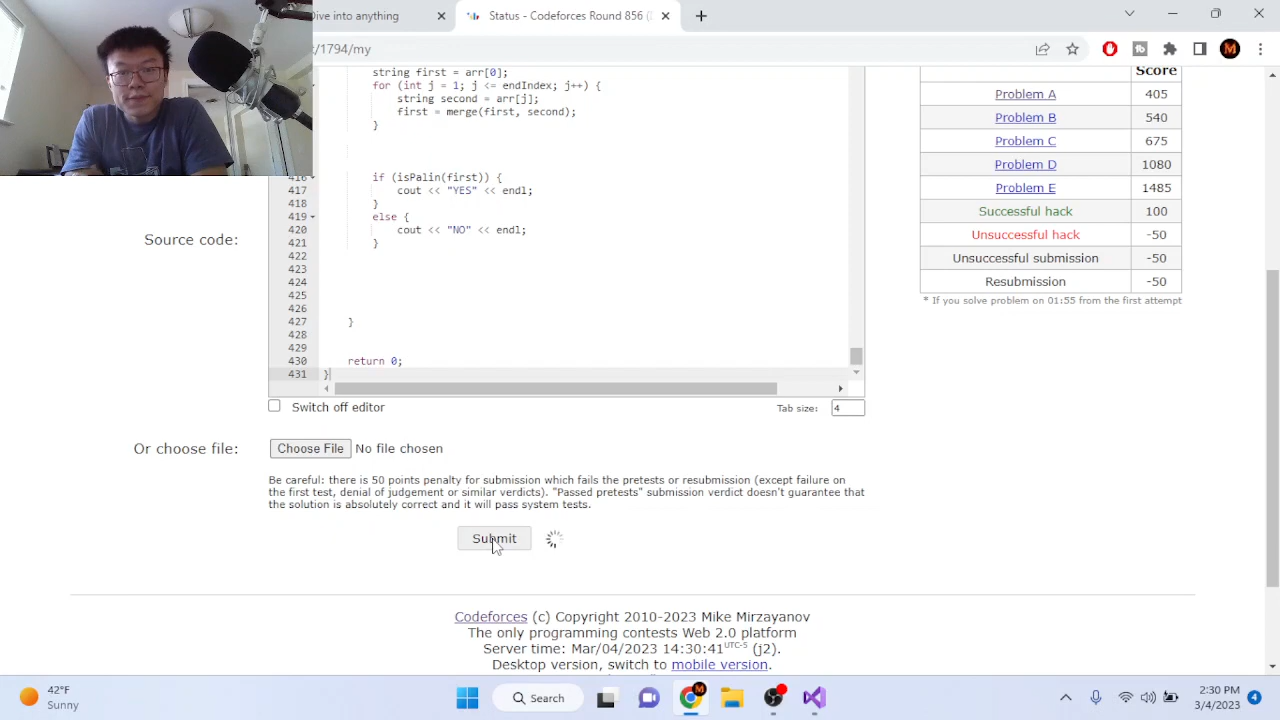 Dive into anything
Status - Codeforces Round 856 (
t/1794/my
string first = arr[0];
for (int j = 1; j <= endIndex; j++) {
string second = arr[j];
first = merge(first, second);
}
416
if (isPalin(first)) {
417
cout << "YES" << endl;
418
}
419
else {
420
cout << "NO" << endl;
421
}
422
423
424
425
426
427
}
428
429
430
return 0;
431
}
Source code:
Switch off editor
Tab size:
4
Or choose file:
Choose File
No file chosen
Be careful: there is 50 points penalty for submission which fails the pretests or resubmission (except failure on
the first test, denial of judgement or similar verdicts). "Passed pretests" submission verdict doesn't guarantee that
the solution is absolutely correct and it will pass system tests.
Submit
Score
Problem A 405
Problem B 540
Problem C 675
Problem D 1080
Problem E 1485
Successful hack 100
Unsuccessful hack -50
Unsuccessful submission -50
Resubmission -50
* If you solve problem on 01:55 from the first attempt
Codeforces (c) Copyright 2010-2023 Mike Mirzayanov
The only programming contests Web 2.0 platform
Server time: Mar/04/2023 14:30:41 UTC-5 (j2).
Desktop version, switch to mobile version.
42°F
Sunny
Search
2:30 PM
3/4/2023
4